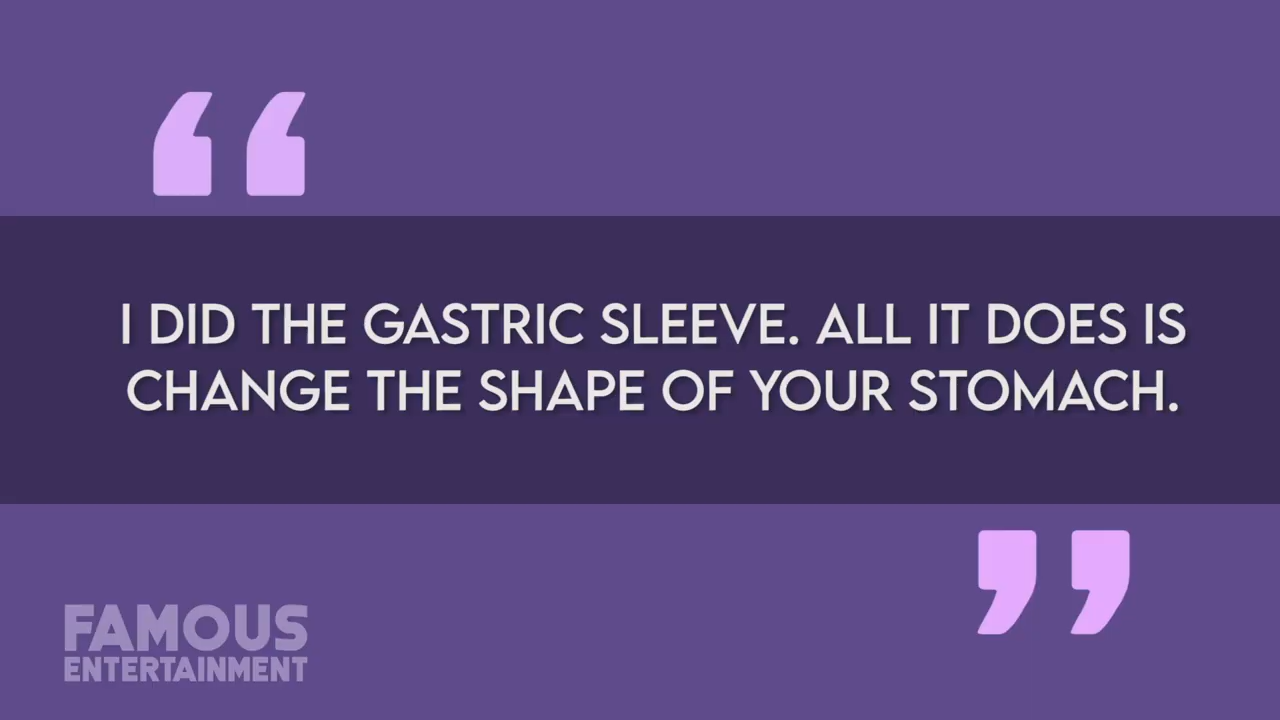 I DID THE GASTRIC SLEEVE. ALL IT DOES IS
CHANGE THE SHAPE OF YOUR STOMACH.
FAMOUS
ENTERTAINMENT